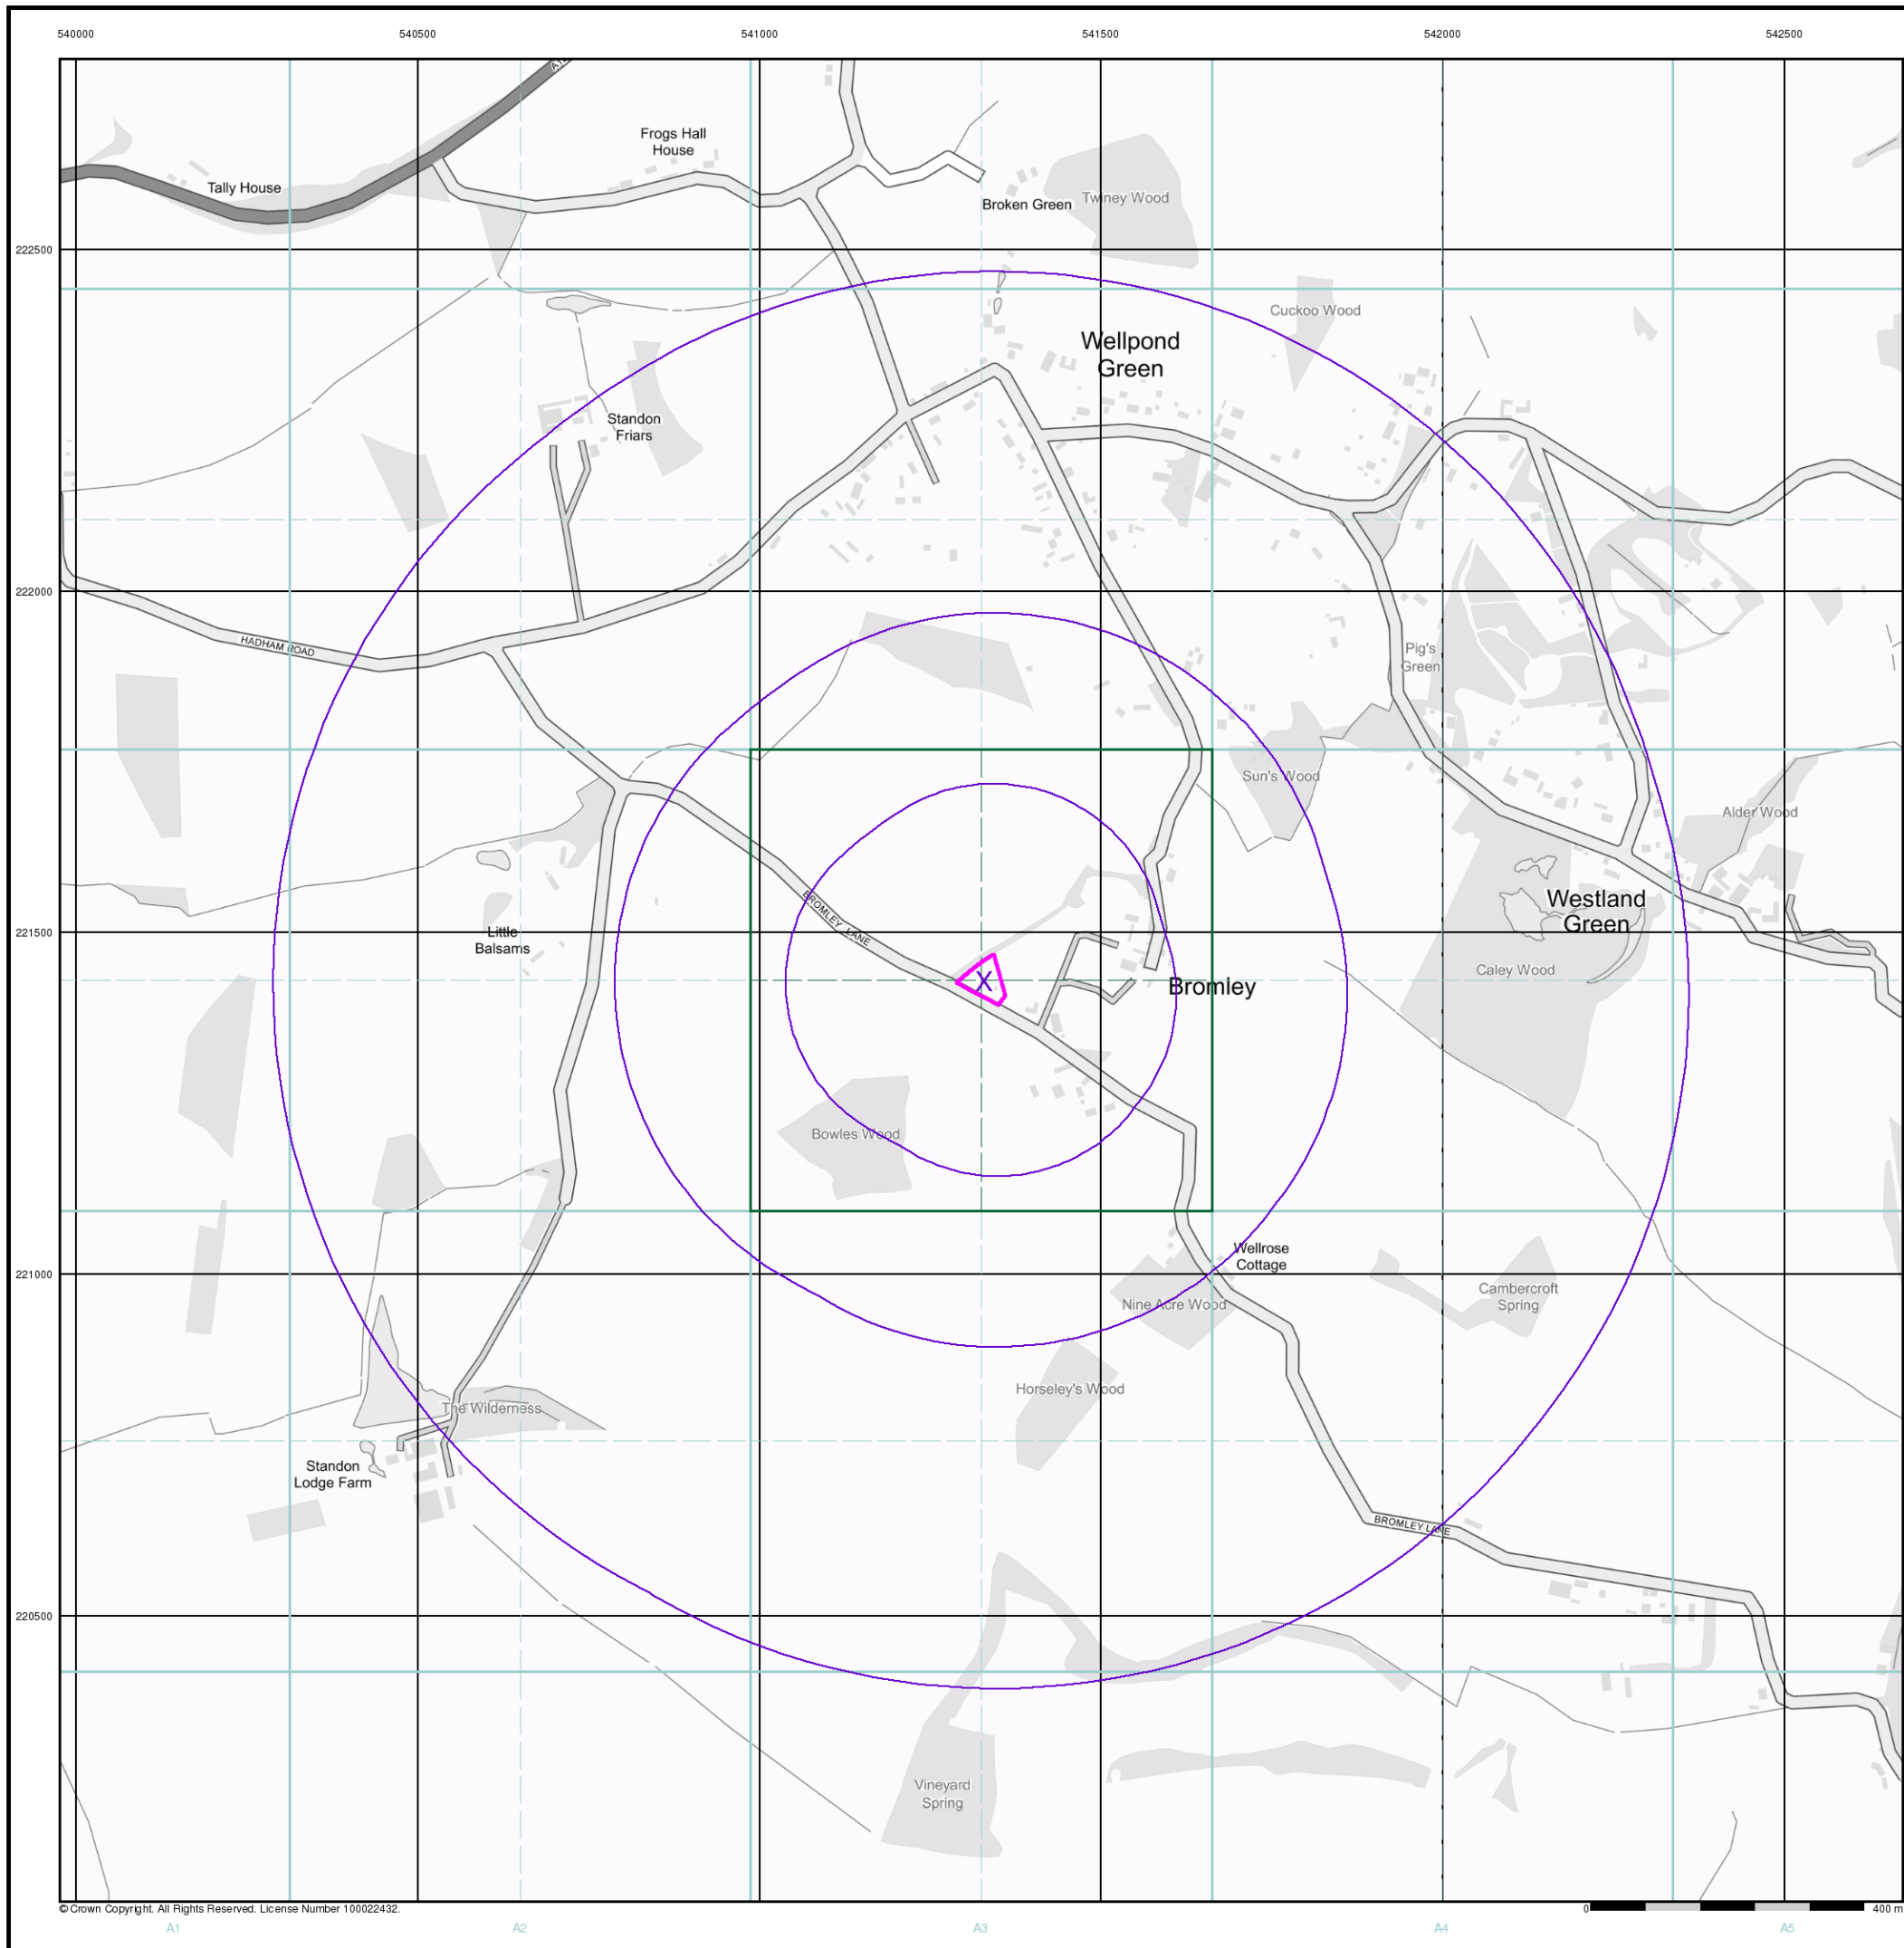 540000 540500 541000 541500 542000 542500
Frogs Hall
House
Tally House
Broken Green
Twiney Wood
222500
Cuckoo Wood
Wellpond
Green
Standon
Friars
222000
HADHAM ROAD
Pig's
Green
Sun's Wood
Alder Wood
BROMLEY LANE
Westland
Green
221500
Little
Balsams
Caley Wood
X
Bromley
Bowles Wood
Wellrose
Cottage
221000
Nine Acre Wood
Cambercroft
Spring
Horseley's Wood
The Wilderness
Standon
Lodge Farm
BROMLEY LANE
220500
Vineyard
Spring
© Crown Copyright. All Rights Reserved. License Number 100022432.
0 400 m
A1 A2 A3 A4 A5